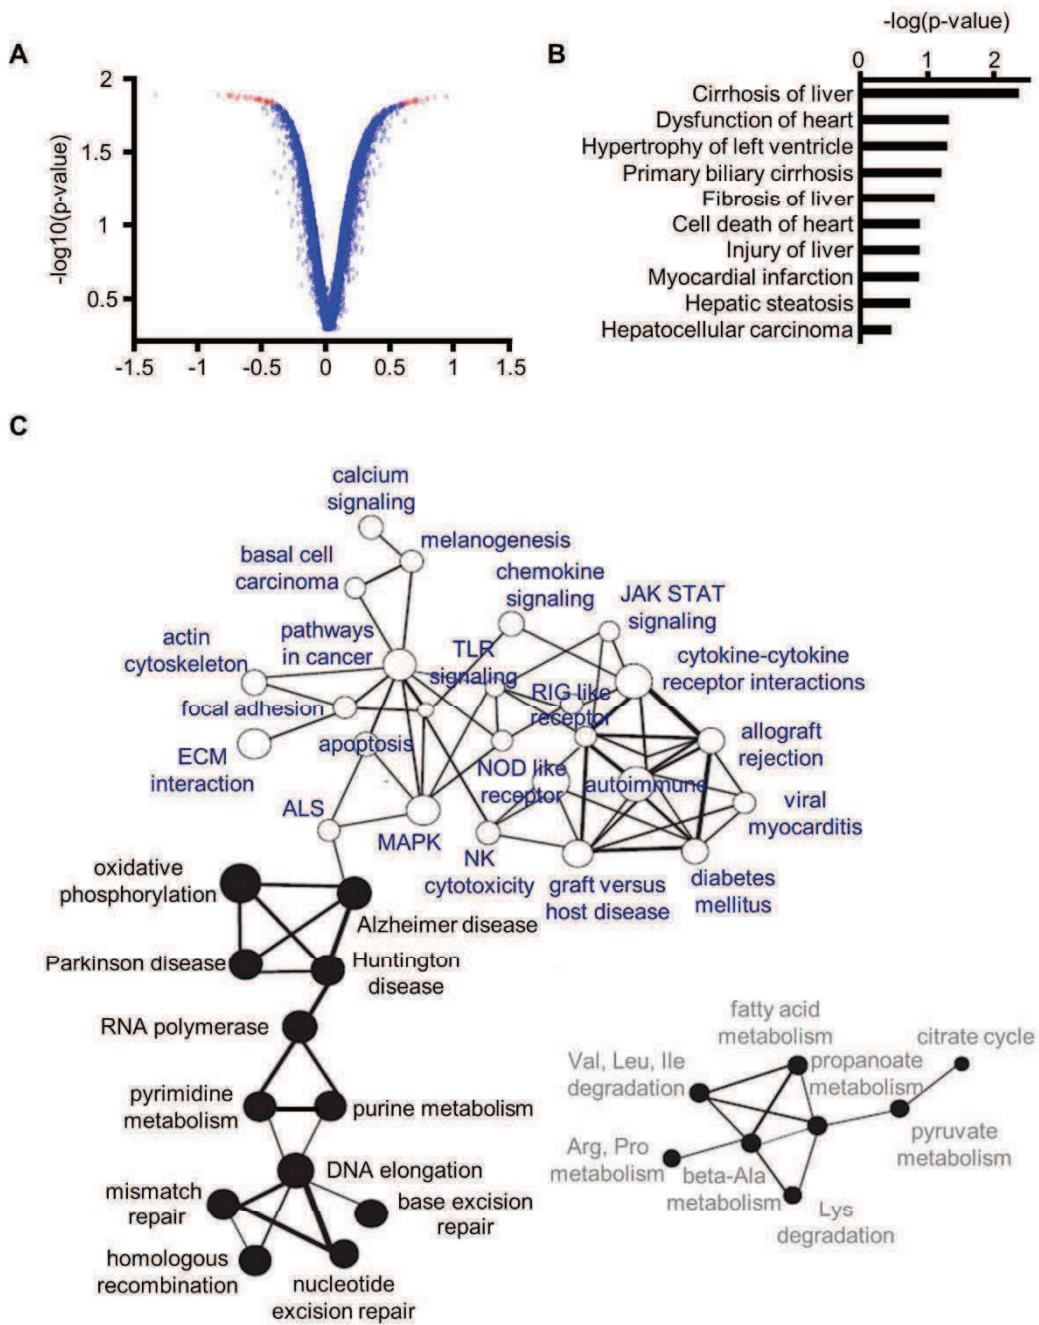 A
2
1.5
1
0.5
-log10(p-value)
-1.5 -1 -0.5 0 0.5 1 1.5
B
-log(p-value)
0 1 2
Cirrhosis of liver
Dysfunction of heart
Hypertrophy of left ventricle
Primary biliary cirrhosis
Fibrosis of liver
Cell death of heart
Injury of liver
Myocardial infarction
Hepatic steatosis
Hepatocellular carcinoma
C
calcium
signaling
melanogenesis
basal cell
carcinoma
chemokine
signaling
JAK STAT
signaling
actin
cytoskeleton
pathways
in cancer
TLR
signaling
cytokine-cytokine
receptor interactions
RIG like
receptor
focal adhesion
ECM
interaction
apoptosis
allograft
rejection
NOD like
receptor
autoimmune
viral
myocarditis
ALS
MAPK
NK
cytotoxicity
graft versus
host disease
diabetes
mellitus
oxidative
phosphorylation
Alzheimer disease
Parkinson disease
Huntington
disease
RNA polymerase
pyrimidine
metabolism
purine metabolism
DNA elongation
mismatch
repair
base excision
repair
homologous
recombination
nucleotide
excision repair
fatty acid
metabolism
citrate cycle
Val, Leu, Ile
degradation
propanoate
metabolism
Arg, Pro
metabolism
beta-Ala
metabolism
pyruvate
metabolism
Lys
degradation